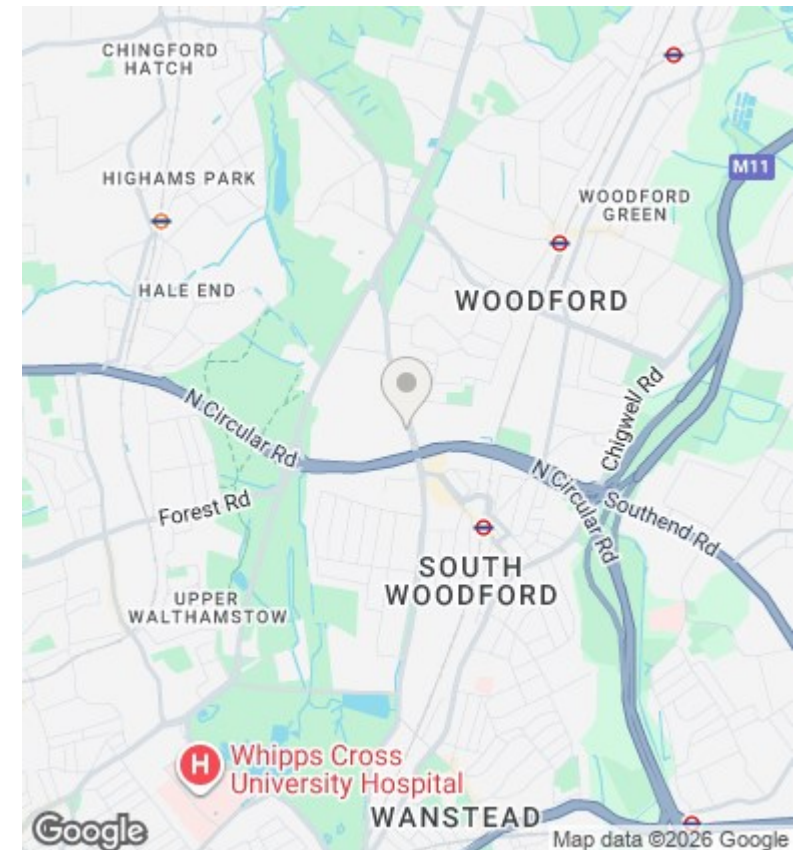 CHINGFORD
HATCH
M11
HIGHAMS PARK
WOODFORD
GREEN
HALE END
WOODFORD
Chigwell Rd
N Circular Rd
N Circular Rd
Southend Rd
Forest Rd
SOUTH
WOODFORD
UPPER
WALTHAMSTOW
H
Whipps Cross
University Hospital
WANSTEAD
Google
Map data ©2026 Google